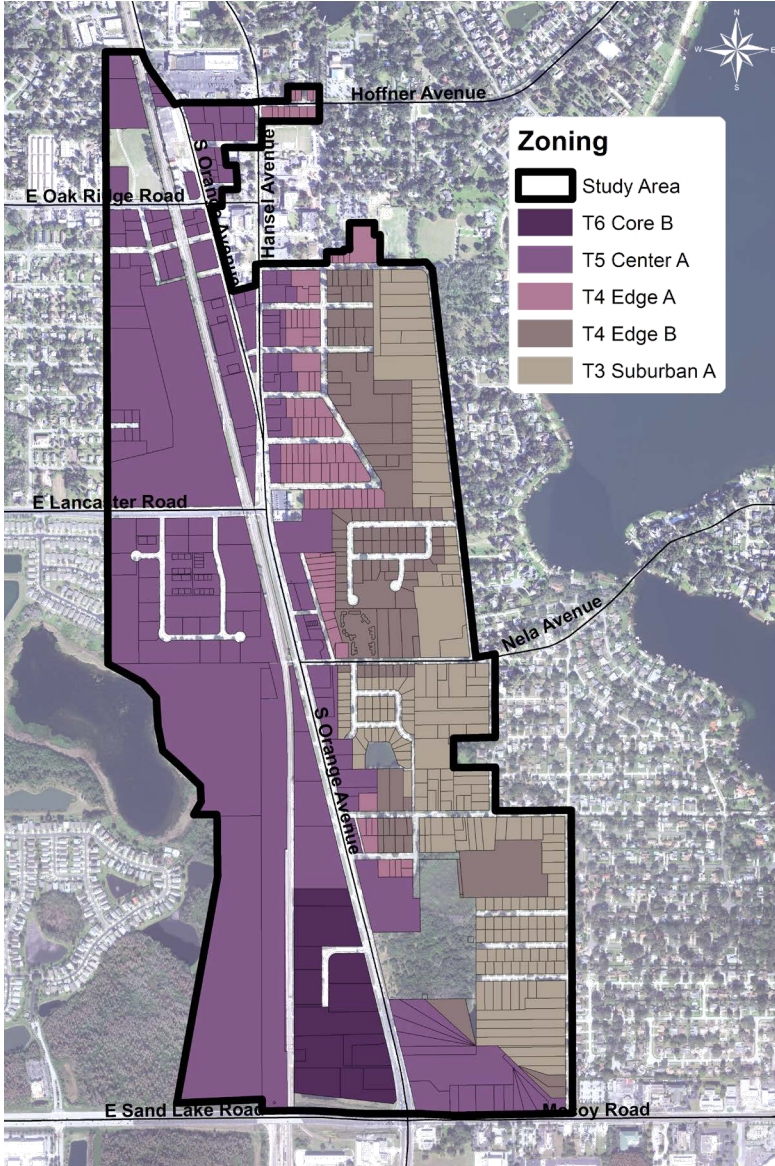 N
W
E
S
Hoffner Avenue
Zoning
Study Area
T6 Core B
T5 Center A
T4 Edge A
T4 Edge B
T3 Suburban A
S Orange Avenue
Hansel Avenue
E Oak Ridge Road
E Lancaster Road
Nela Avenue
S Orange Avenue
E Sand Lake Road
McCoy Road